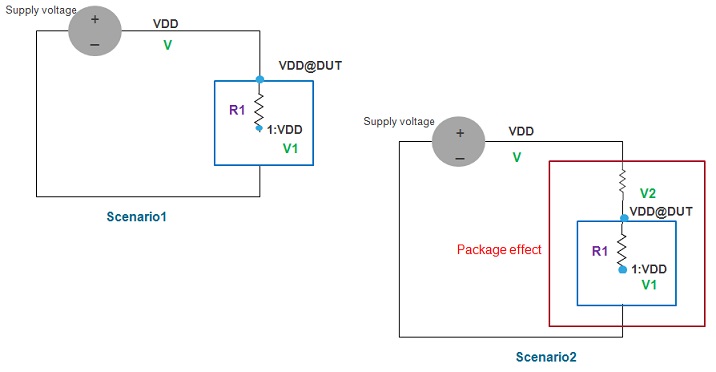 Supply voltage
VDD
V
VDD@DUT
R1
1:VDD
V1
Scenario1
Supply voltage
VDD
V
V2
VDD@DUT
Package effect
R1
1:VDD
V1
Scenario2